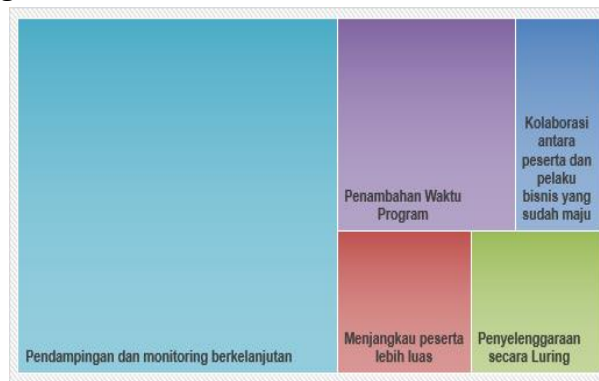 Pendampingan dan monitoring berkelanjutan
Penambahan Waktu
Program
Kolaborasi
antara
peserta dan
pelaku
bisnis yang
sudah maju
Menjangkau peserta
lebih luas
Penyelenggaraan
secara Luring